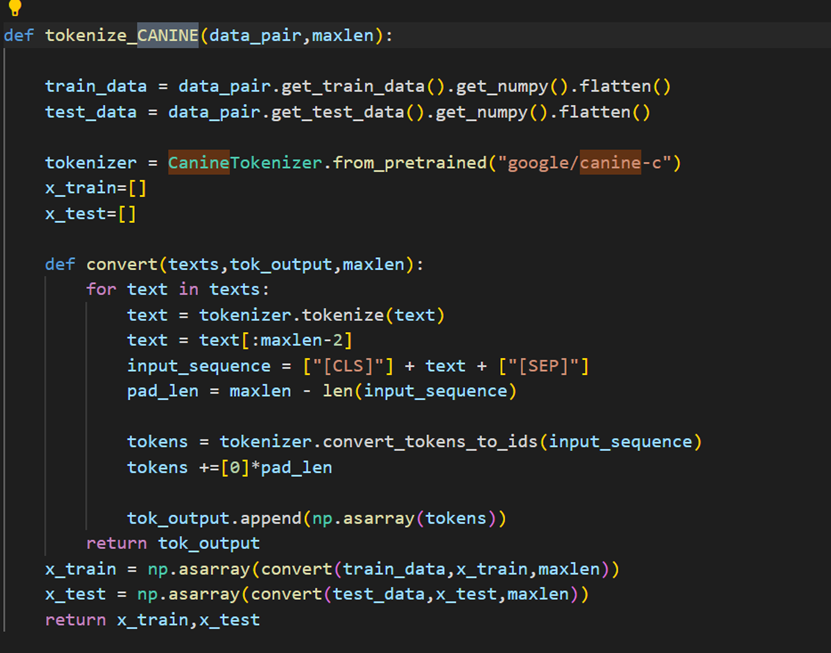 def tokenize_CANINE(data_pair,maxlen):
train_data = data_pair.get_train_data().get_numpy().flatten()
test_data = data_pair.get_test_data().get_numpy().flatten()
tokenizer = CanineTokenizer.from_pretrained("google/canine-c")
x_train=[]
x_test=[]
def convert(texts,tok_output,maxlen):
for text in texts:
text = tokenizer.tokenize(text)
text = text[:maxlen-2]
input_sequence = ["[CLS]"] + text + ["[SEP]"]
pad_len = maxlen - len(input_sequence)
tokens = tokenizer.convert_tokens_to_ids(input_sequence)
tokens +=[0]*pad_len
tok_output.append(np.asarray(tokens))
return tok_output
x_train = np.asarray(convert(train_data,x_train,maxlen))
x_test = np.asarray(convert(test_data,x_test,maxlen))
return x_train,x_test